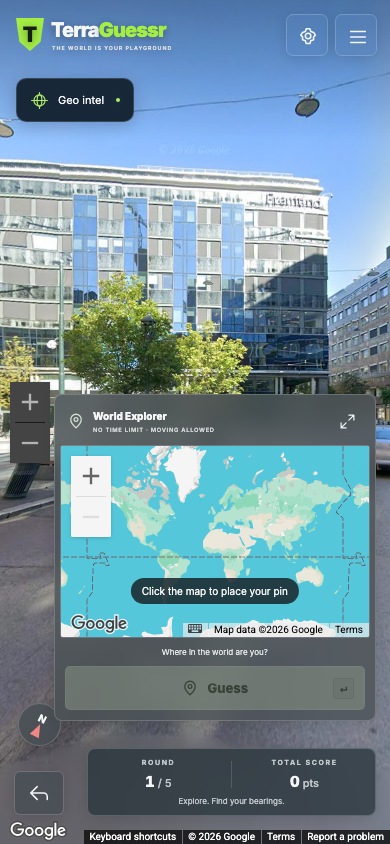 TerraGuessr
THE WORLD IS YOUR PLAYGROUND
Geo intel
© 2026 Google
World Explorer
NO TIME LIMIT · MOVING ALLOWED
Click the map to place your pin
Google
Map data ©2026 Google
Terms
Where in the world are you?
Guess
ROUND
1 / 5
TOTAL SCORE
0 pts
Explore. Find your bearings.
N
Google
Keyboard shortcuts
© 2026 Google
Terms
Report a problem